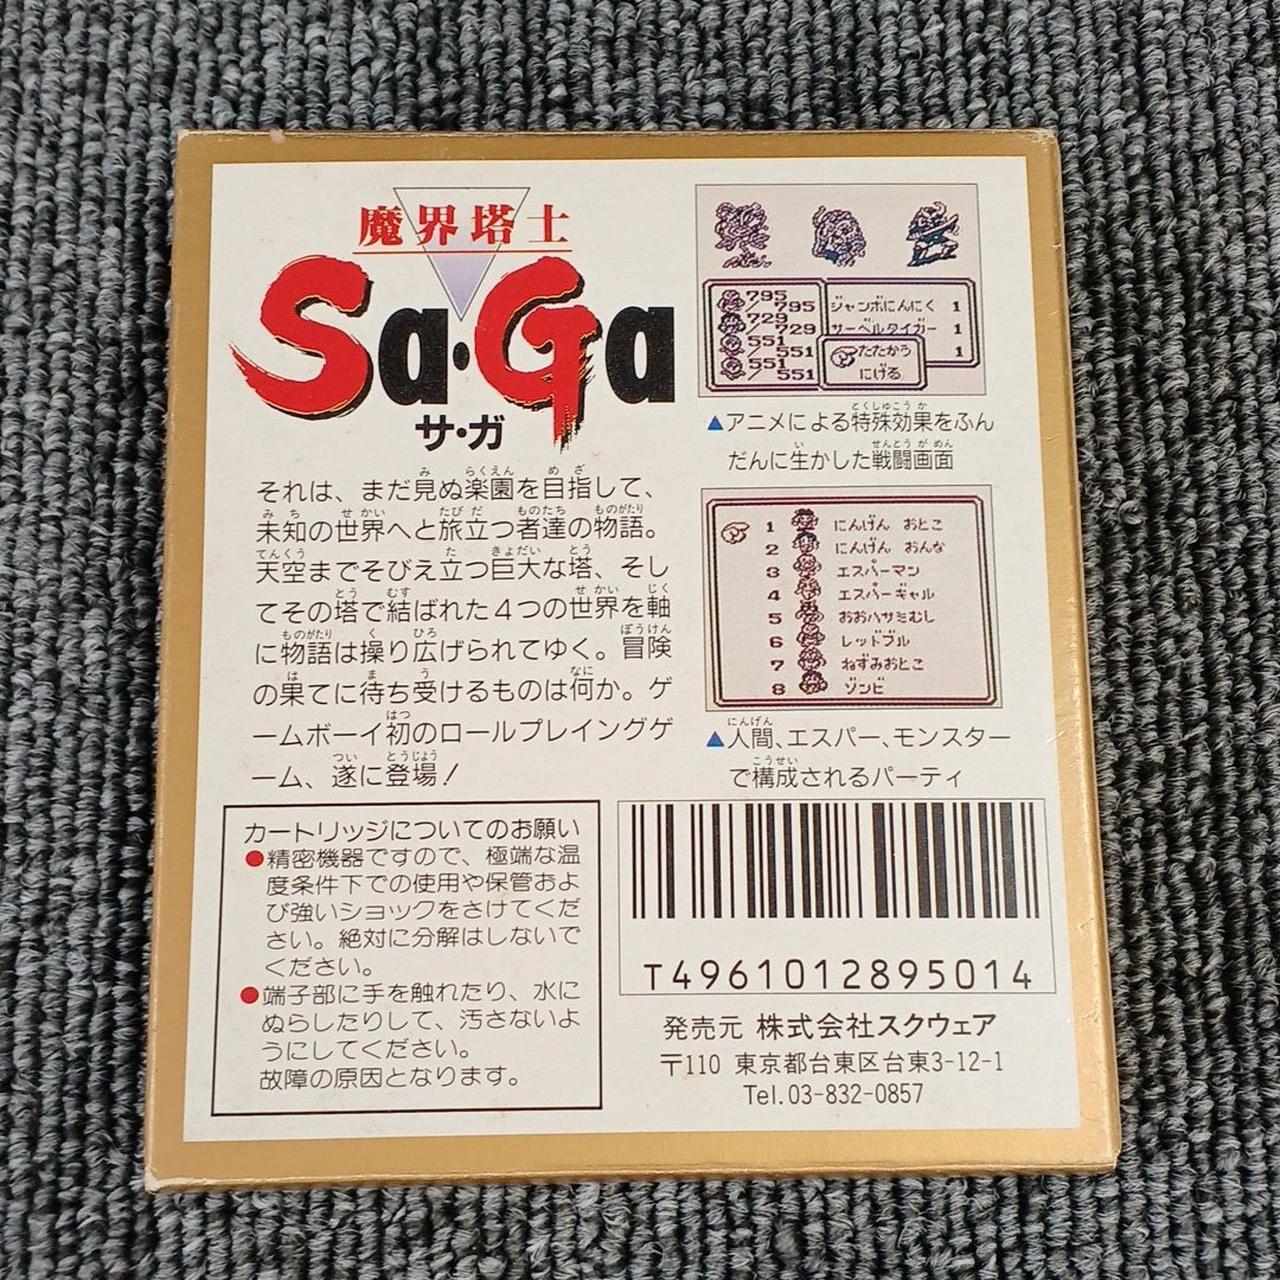 魔界塔士
Sa・Ga
サ・ガ
それは、まだ見ぬ楽園を目指して、
未知の世界へと旅立つ者達の物語。
天空までそびえ立つ巨大な塔、そし
てその塔で結ばれた4つの世界を軸
に物語は操り広げられてゆく。冒険
の果てに待ち受けるものは何か。ゲ
ームボーイ初のロールプレイングゲ
ーム、遂に登場!
795/795
729/729
551/551
551/551
ジャンボにんにく 1
サーベルタイガー 1
1
たたかう
にげる
▲アニメによる特殊効果をふん
だんに生かした戦闘画面
1 にんげん おとこ
2 にんげん おんな
3 エスパーマン
4 エスパーギャル
5 おおハサミむし
6 レッドブル
7 ねずみおとこ
8 ゾンビ
▲人間、エスパー、モンスター
で構成されるパーティ
カートリッジについてのお願い
●精密機器ですので、極端な温
度条件下での使用や保管およ
び強いショックをさけてくだ
さい。絶対に分解はしないで
ください。
●端子部に手を触れたり、水に
ぬらしたりして、汚さないよ
うにしてください。
故障の原因となります。
T4961012895014
発売元 株式会社スクウェア
〒110 東京都台東区台東3-12-1
Tel.03-832-0857